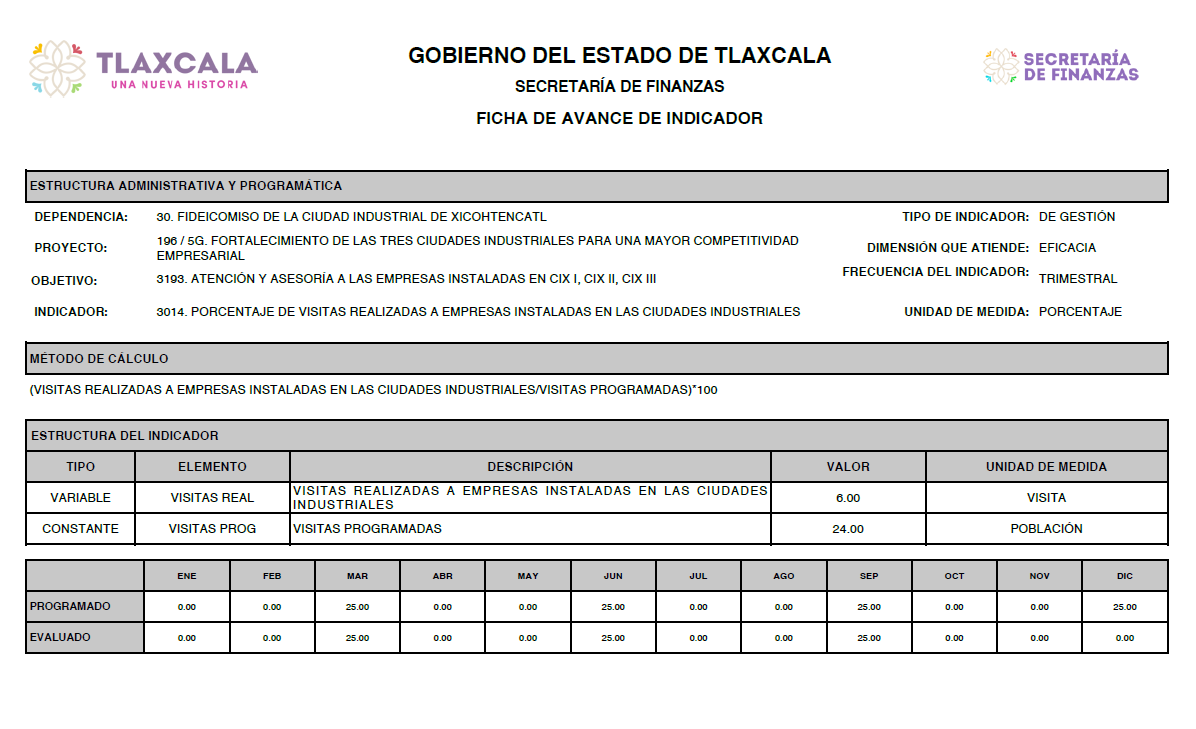 TLAXCALA
UNA NUEVA HISTORIA
GOBIERNO DEL ESTADO DE TLAXCALA
SECRETARÍA DE FINANZAS
FICHA DE AVANCE DE INDICADOR
SECRETARÍA
DE FINANZAS
ESTRUCTURA ADMINISTRATIVA Y PROGRAMÁTICA
DEPENDENCIA: 30. FIDEICOMISO DE LA CIUDAD INDUSTRIAL DE XICOHTENCATL TIPO DE INDICADOR: DE GESTIÓN
PROYECTO: 196 / 5G. FORTALECIMIENTO DE LAS TRES CIUDADES INDUSTRIALES PARA UNA MAYOR COMPETITIVIDAD
EMPRESARIAL DIMENSIÓN QUE ATIENDE: EFICACIA
OBJETIVO: 3193. ATENCIÓN Y ASESORÍA A LAS EMPRESAS INSTALADAS EN CIX I, CIX II, CIX III FRECUENCIA DEL INDICADOR: TRIMESTRAL
INDICADOR: 3014. PORCENTAJE DE VISITAS REALIZADAS A EMPRESAS INSTALADAS EN LAS CIUDADES INDUSTRIALES UNIDAD DE MEDIDA: PORCENTAJE
MÉTODO DE CÁLCULO
(VISITAS REALIZADAS A EMPRESAS INSTALADAS EN LAS CIUDADES INDUSTRIALES/VISITAS PROGRAMADAS)*100
ESTRUCTURA DEL INDICADOR
TIPO ELEMENTO DESCRIPCIÓN VALOR UNIDAD DE MEDIDA
VARIABLE VISITAS REAL VISITAS REALIZADAS A EMPRESAS INSTALADAS EN LAS CIUDADES
INDUSTRIALES 6.00 VISITA
CONSTANTE VISITAS PROG VISITAS PROGRAMADAS 24.00 POBLACIÓN
ENE FEB MAR ABR MAY JUN JUL AGO SEP OCT NOV DIC
PROGRAMADO 0.00 0.00 25.00 0.00 0.00 25.00 0.00 0.00 25.00 0.00 0.00 25.00
EVALUADO 0.00 0.00 25.00 0.00 0.00 25.00 0.00 0.00 25.00 0.00 0.00 0.00